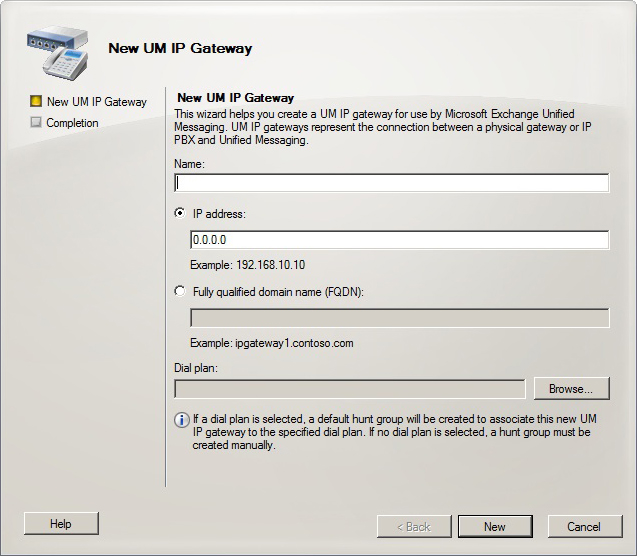 New UM IP Gateway
New UM IP Gateway
Completion
New UM IP Gateway
This wizard helps you create a UM IP gateway for use by Microsoft Exchange Unified
Messaging. UM IP gateways represent the connection between a physical gateway or IP
PBX and Unified Messaging.
Name:
IP address:
0.0.0.0
Example: 192.168.10.10
Fully qualified domain name (FQDN):
Example: ipgateway1.contoso.com
Dial plan:
Browse...
If a dial plan is selected, a default hunt group will be created to associate this new UM
IP gateway to the specified dial plan. If no dial plan is selected, a hunt group must be
created manually.
Help
< Back
New
Cancel